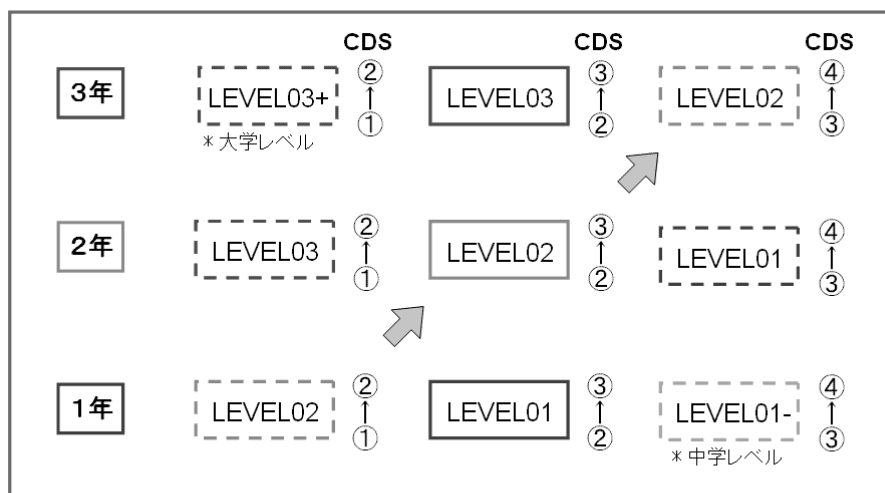 CDS CDS CDS
3年 LEVEL03+ ② LEVEL03 ③ LEVEL02 ④
① ② ③
＊大学レベル
2年 LEVEL03 ② LEVEL02 ③ LEVEL01 ④
① ② ③
1年 LEVEL02 ② LEVEL01 ③ LEVEL01- ④
① ② ③
＊中学レベル